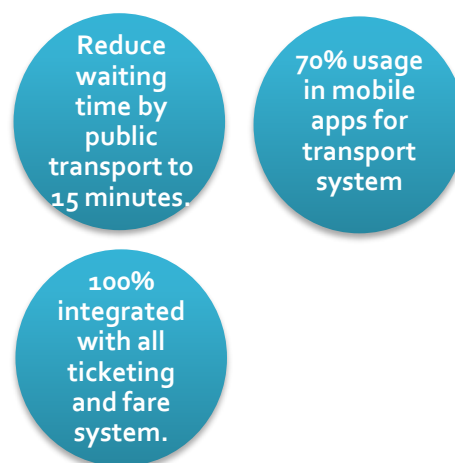 Reduce
waiting
time by
public
transport to
15 minutes.
70% usage
in mobile
apps for
transport
system
100%
integrated
with all
ticketing
and fare
system.